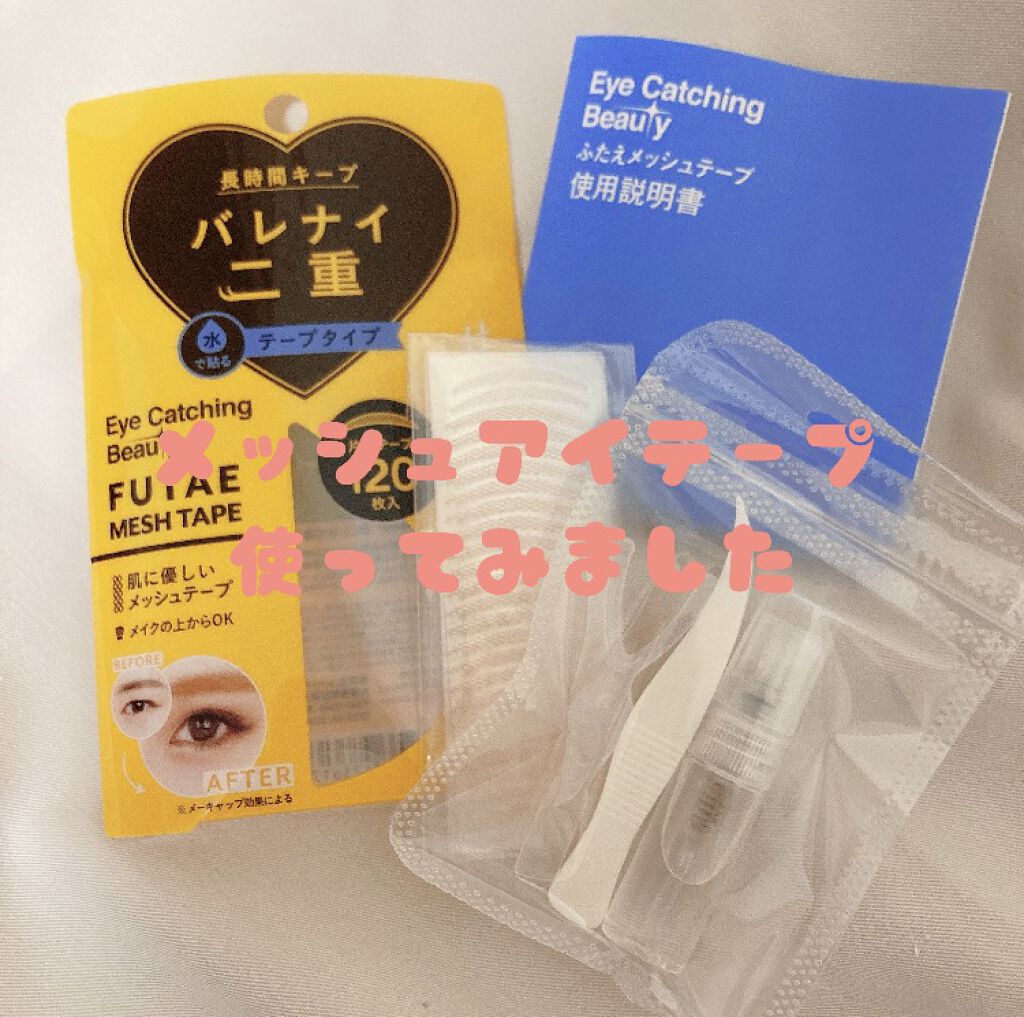 長時間キープ
バレナイ
二重
水
で貼る
テープタイプ
Eye Catching
Beauty
FUTAE
MESH TAPE
120
枚入
肌に優しい
メッシュテープ
メイクの上からOK
BEFORE
AFTER
※メーキャップ効果による
Eye Catching
Beauty
ふたえメッシュテープ
使用説明書
メッシュアイテープ
使ってみました